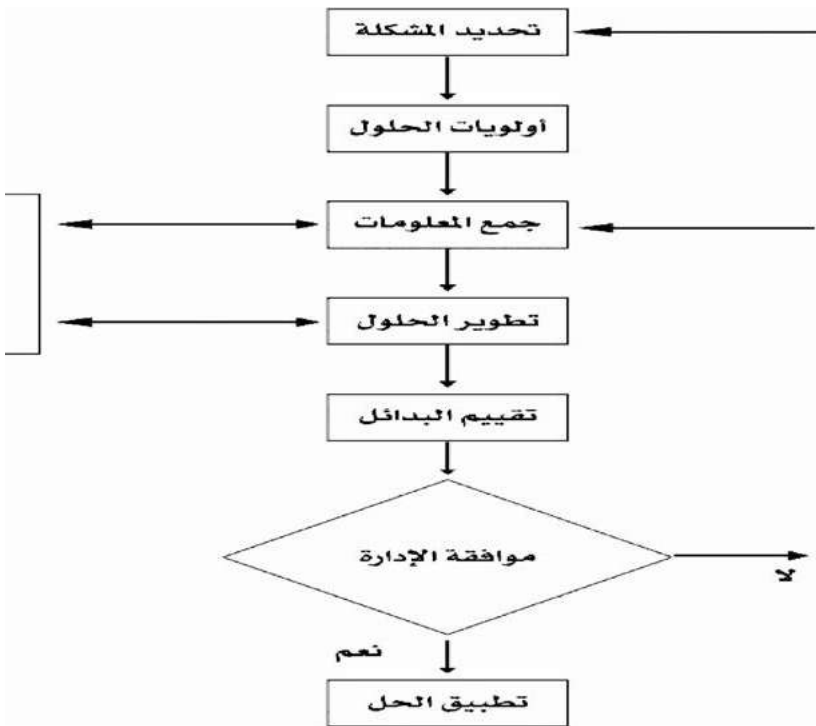 تحديد المشكلة
أولويات الحلول
جمع المعلومات
تطوير الحلول
تقييم البدائل
موافقة الإدارة
لا
نعم
تطبيق الحل